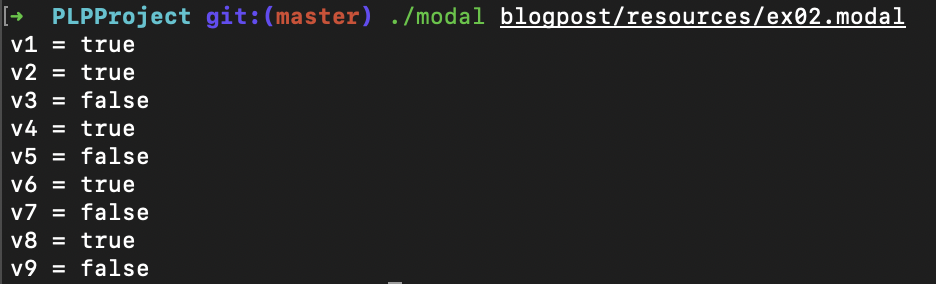 [➜  PLPProject git:(master) ./modal blogpost/resources/ex02.modal
v1 = true
v2 = true
v3 = false
v4 = true
v5 = false
v6 = true
v7 = false
v8 = true
v9 = false